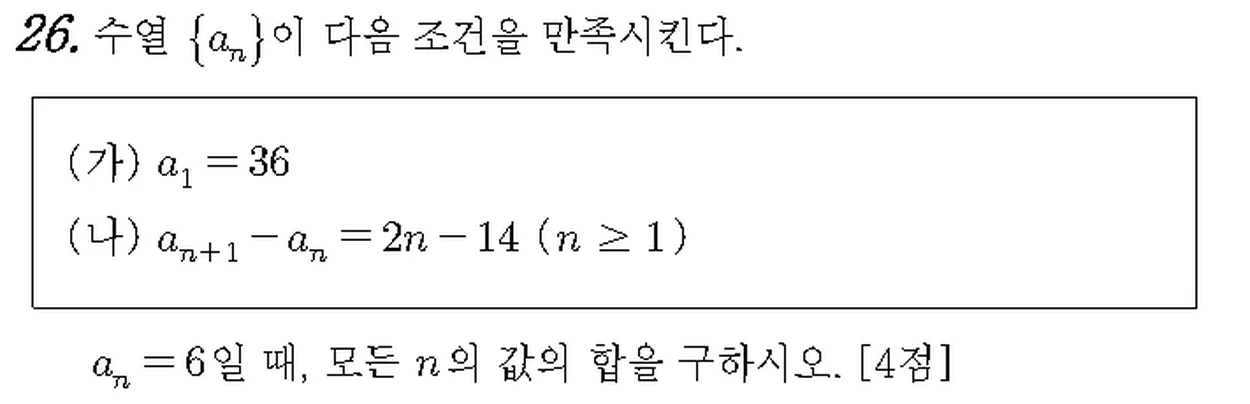 26. 수열 {aₙ}이 다음 조건을 만족시킨다.
(가) a₁ = 36
(나) aₙ₊₁ − aₙ = 2n − 14 (n ≥ 1)
aₙ = 6일 때, 모든 n의 값의 합을 구하시오. [4점]